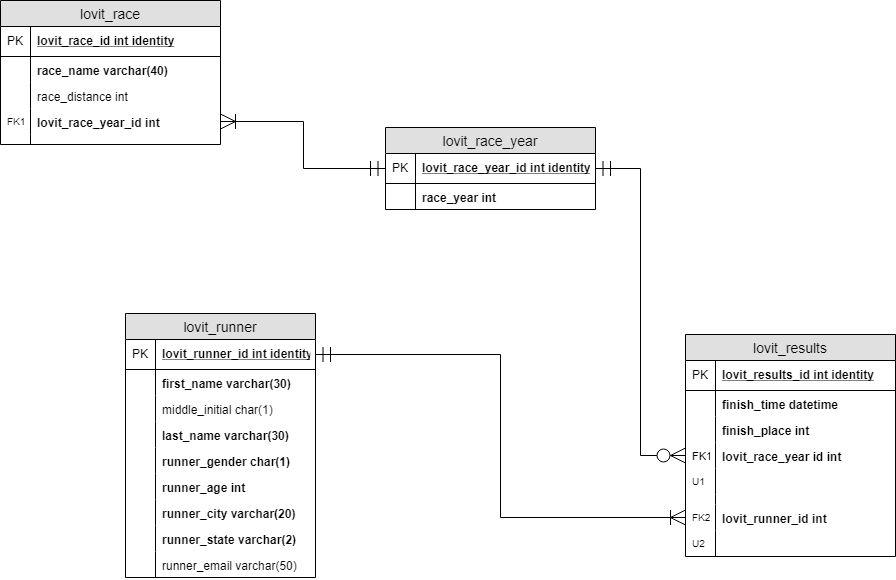 lovit_race
PK lovit_race_id int identity
race_name varchar(40)
race_distance int
FK1 lovit_race_year_id int
lovit_race_year
PK lovit_race_year_id int identity
race_year int
lovit_runner
PK lovit_runner_id int identity
first_name varchar(30)
middle_initial char(1)
last_name varchar(30)
runner_gender char(1)
runner_age int
runner_city varchar(20)
runner_state varchar(2)
runner_email varchar(50)
lovit_results
PK lovit_results_id int identity
finish_time datetime
finish_place int
FK1 lovit_race_year id int
U1
FK2 lovit_runner_id int
U2